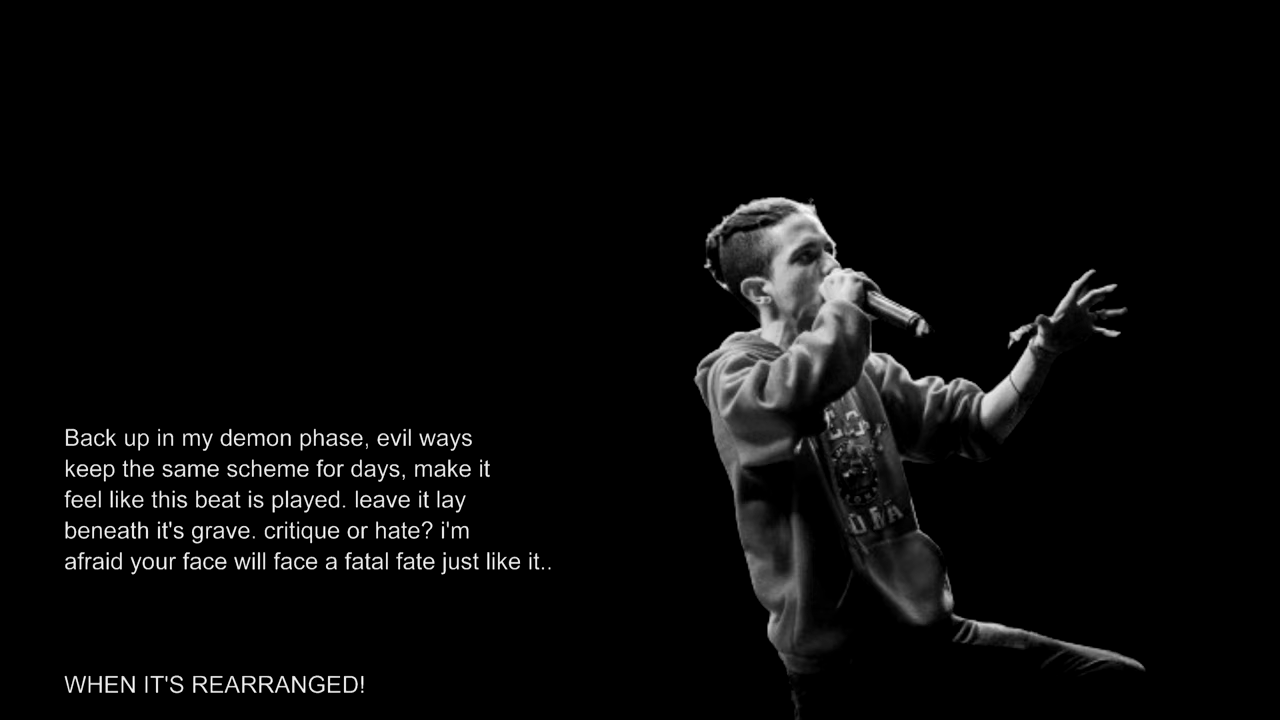 Back up in my demon phase, evil ways
keep the same scheme for days, make it
feel like this beat is played. leave it lay
beneath it's grave. critique or hate? i'm
afraid your face will face a fatal fate just like it..
WHEN IT'S REARRANGED!